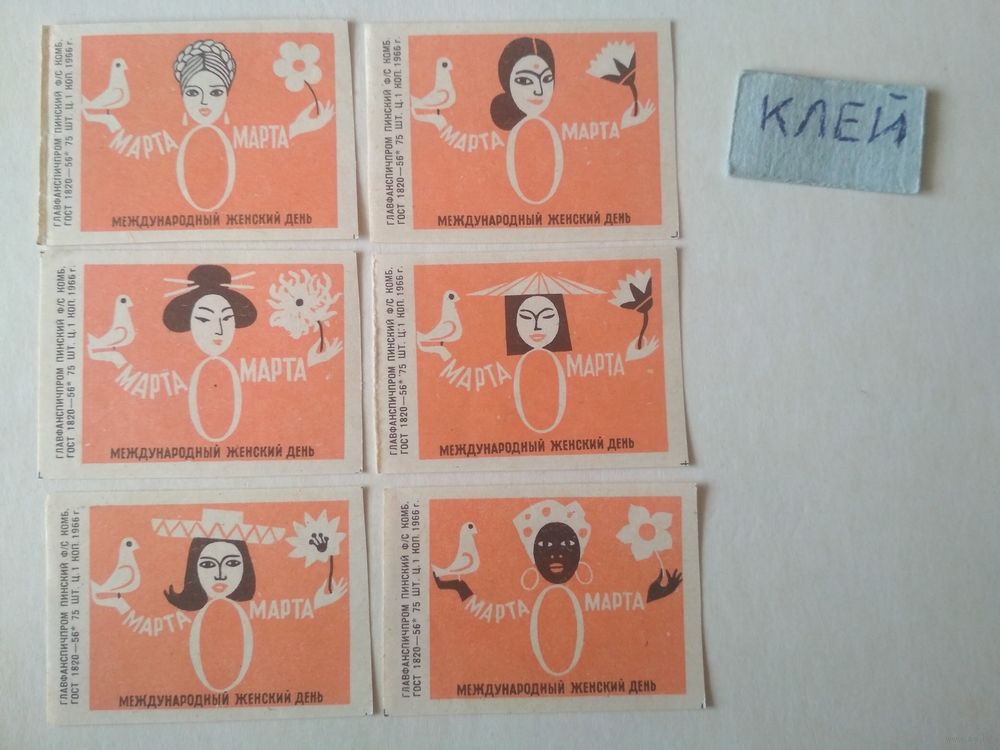 ГЛАВФАНСПИЧПРОМ ПИНСКИЙ Ф/С КОМБ.
ГОСТ 1820—56* 75 ШТ. Ц. 1 КОП. 1966 г.
МАРТА МАРТА
МЕЖДУНАРОДНЫЙ ЖЕНСКИЙ ДЕНЬ
ГЛАВФАНСПИЧПРОМ ПИНСКИЙ Ф/С КОМБ.
ГОСТ 1820—56* 75 ШТ. Ц. 1 КОП. 1966 г.
МАРТА МАРТА
МЕЖДУНАРОДНЫЙ ЖЕНСКИЙ ДЕНЬ
КЛЕЙ
ГЛАВФАНСПИЧПРОМ ПИНСКИЙ Ф/С КОМБ.
ГОСТ 1820—56* 75 ШТ. Ц. 1 КОП. 1966 г.
МАРТА МАРТА
МЕЖДУНАРОДНЫЙ ЖЕНСКИЙ ДЕНЬ
ГЛАВФАНСПИЧПРОМ ПИНСКИЙ Ф/С КОМБ.
ГОСТ 1820—56* 75 ШТ. Ц. 1 КОП. 1966 г.
МАРТА МАРТА
МЕЖДУНАРОДНЫЙ ЖЕНСКИЙ ДЕНЬ
ГЛАВФАНСПИЧПРОМ ПИНСКИЙ Ф/С КОМБ.
ГОСТ 1820—56* 75 ШТ. Ц. 1 КОП. 1966 г.
МАРТА МАРТА
МЕЖДУНАРОДНЫЙ ЖЕНСКИЙ ДЕНЬ
ГЛАВФАНСПИЧПРОМ ПИНСКИЙ Ф/С КОМБ.
ГОСТ 1820—56* 75 ШТ. Ц. 1 КОП. 1966 г.
МАРТА МАРТА
МЕЖДУНАРОДНЫЙ ЖЕНСКИЙ ДЕНЬ